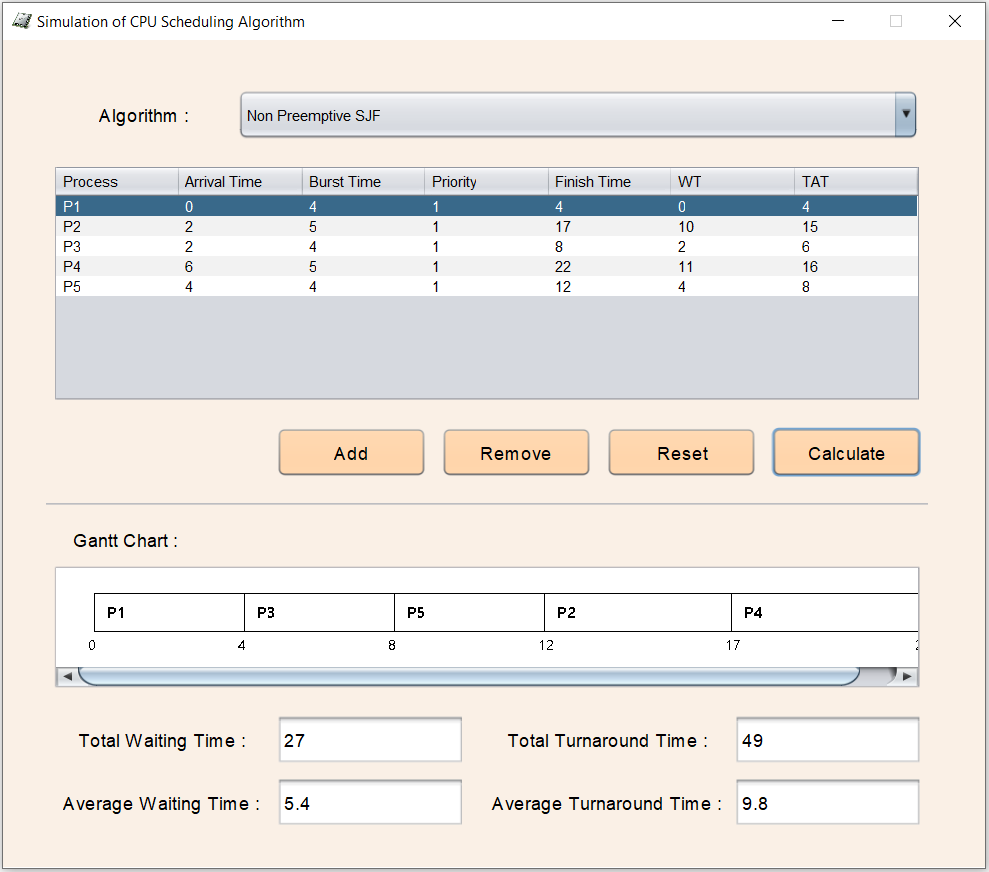 Simulation of CPU Scheduling Algorithm
Algorithm : Non Preemptive SJF
Process Arrival Time Burst Time Priority Finish Time WT TAT
P1 0 4 1 4 0 4
P2 2 5 1 17 10 15
P3 2 4 1 8 2 6
P4 6 5 1 22 11 16
P5 4 4 1 12 4 8
Add Remove Reset Calculate
Gantt Chart :
P1 P3 P5 P2 P4
0 4 8 12 17
Total Waiting Time : 27 Total Turnaround Time : 49
Average Waiting Time : 5.4 Average Turnaround Time : 9.8